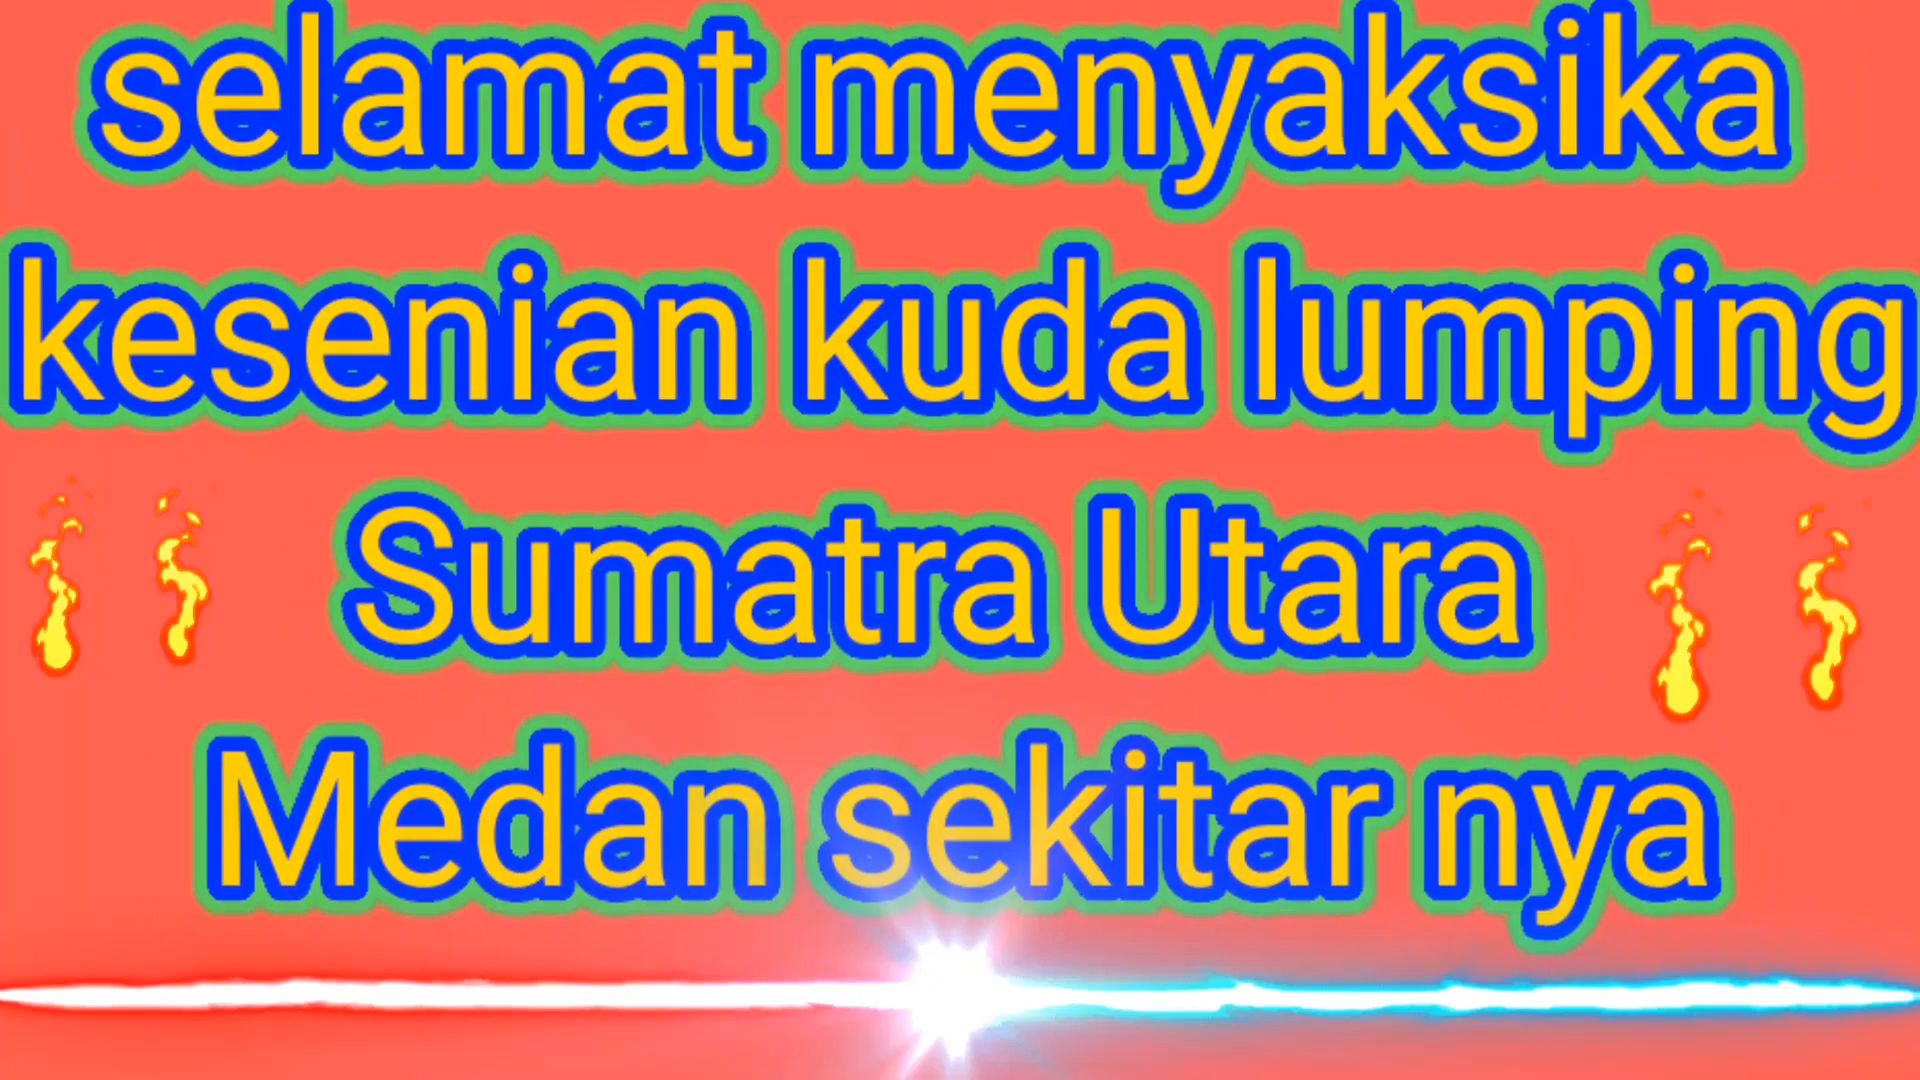 selamat menyaksika
kesenian kuda lumping
Sumatra Utara
Medan sekitar nya